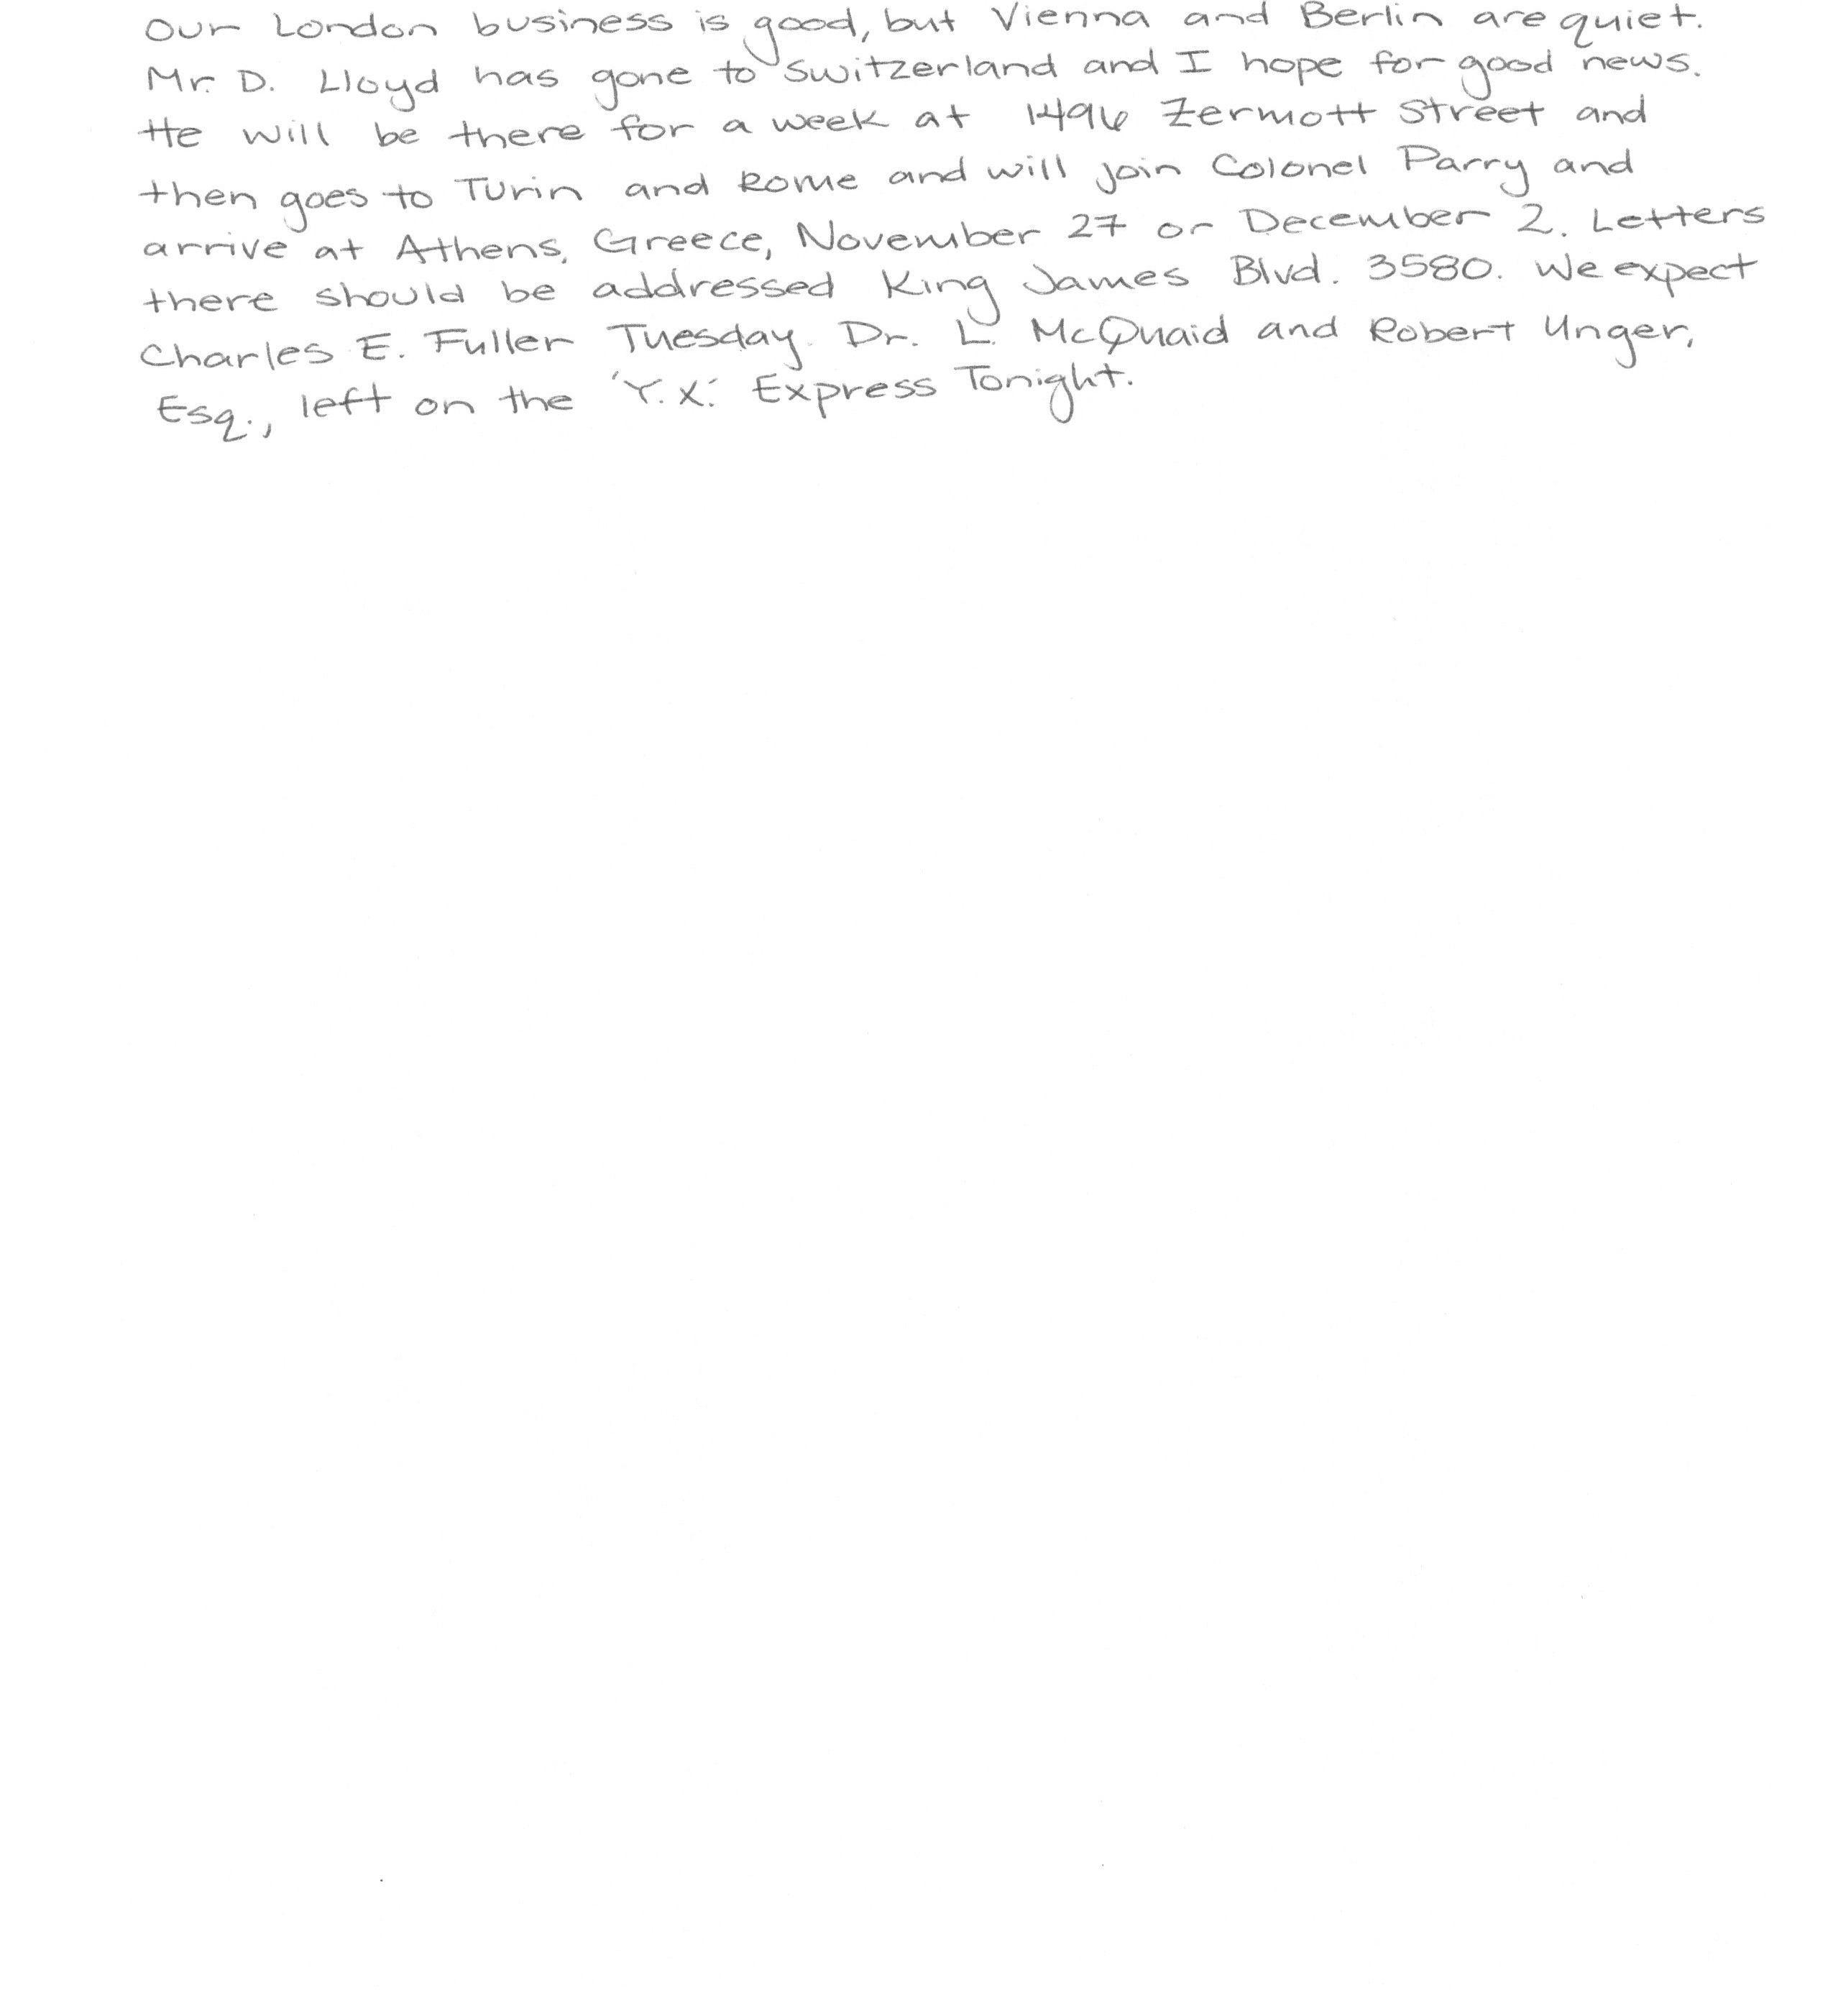 Our London business is good, but Vienna and Berlin are quiet.
Mr. D. Lloyd has gone to Switzerland and I hope for good news.
He will be there for a week at 1496 Zermott Street and
then goes to Turin and Rome and will join Colonel Parry and
arrive at Athens, Greece, November 27 or December 2. Letters
there should be addressed King James Blvd. 3580. We expect
Charles E. Fuller Tuesday. Dr. L. McQuaid and Robert Unger,
Esq., left on the 'Y.X.' Express Tonight.